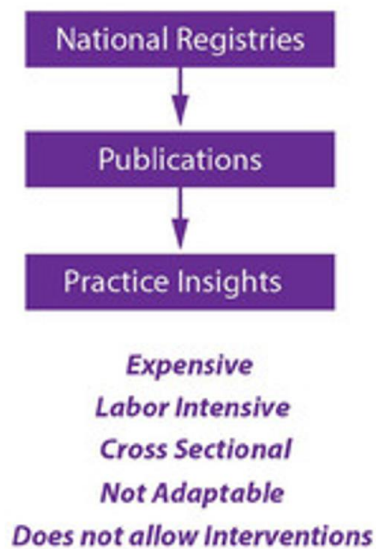 National Registries
Publications
Practice Insights
Expensive
Labor Intensive
Cross Sectional
Not Adaptable
Does not allow Interventions